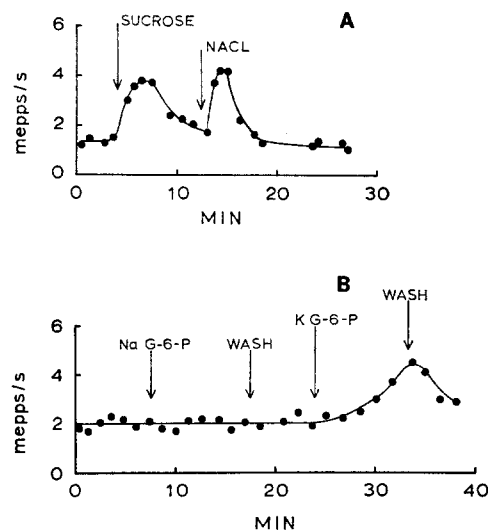 A
SUCROSE
NACL
6
4
2
0
mepps/s
0 10 20 30
MIN
B
Na G-6-P
WASH
K G-6-P
WASH
6
4
2
0
mepps/s
0 10 20 30 40
MIN